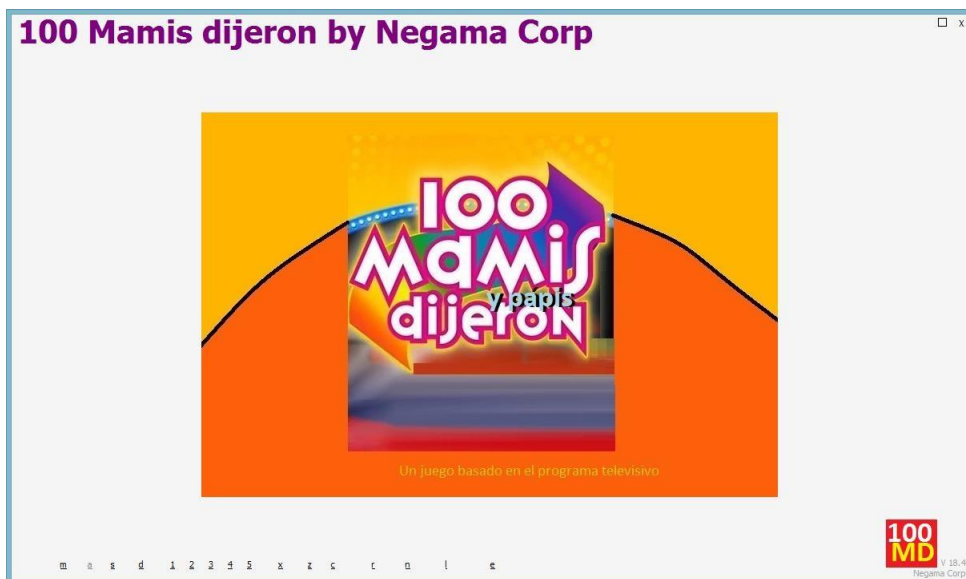 100 Mamis dijeron by Negama Corp
x
100
Mamis
y papis
dijeron
Un juego basado en el programa televisivo
m a s d 1 2 3 4 5 x z c r n l e
100
MD
V 18.4
Negama Corp